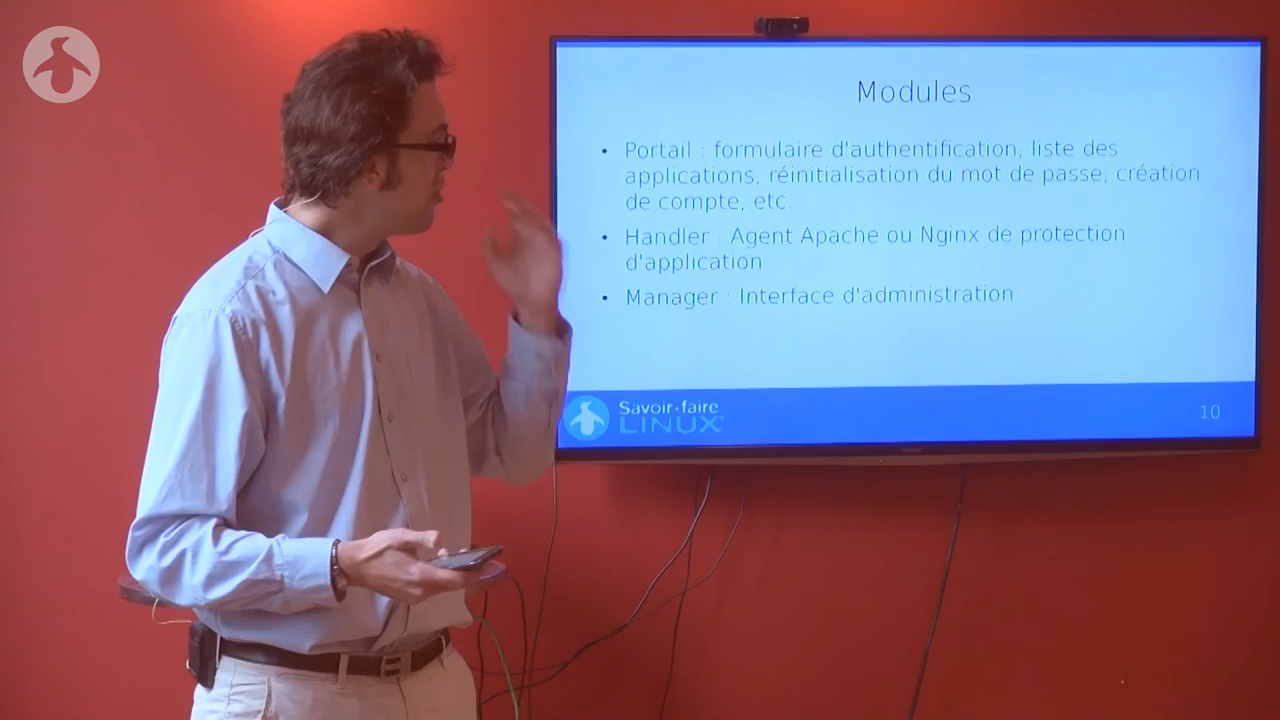 Modules
• Portail : formulaire d'authentification, liste des
applications, réinitialisation du mot de passe, création
de compte, etc.
• Handler : Agent Apache ou Nginx de protection
d'application
• Manager : Interface d'administration
Savoir-faire
LINUX
10